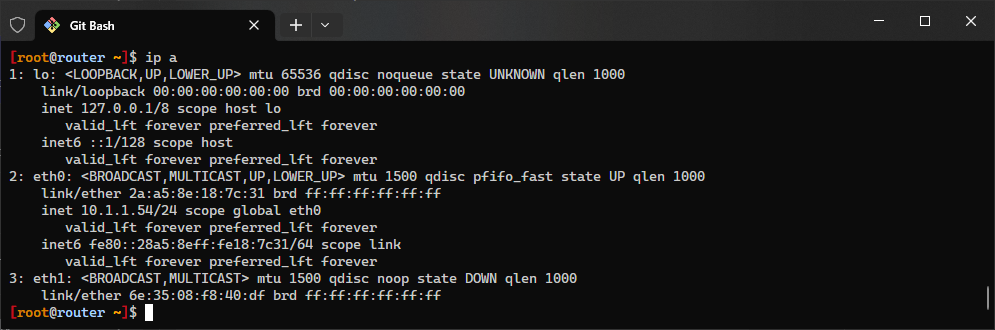 Git Bash
[root@router ~]$ ip a
1: lo: <LOOPBACK,UP,LOWER_UP> mtu 65536 qdisc noqueue state UNKNOWN qlen 1000
    link/loopback 00:00:00:00:00:00 brd 00:00:00:00:00:00
    inet 127.0.0.1/8 scope host lo
       valid_lft forever preferred_lft forever
    inet6 ::1/128 scope host
       valid_lft forever preferred_lft forever
2: eth0: <BROADCAST,MULTICAST,UP,LOWER_UP> mtu 1500 qdisc pfifo_fast state UP qlen 1000
    link/ether 2a:a5:8e:18:7c:31 brd ff:ff:ff:ff:ff:ff
    inet 10.1.1.54/24 scope global eth0
       valid_lft forever preferred_lft forever
    inet6 fe80::28a5:8eff:fe18:7c31/64 scope link
       valid_lft forever preferred_lft forever
3: eth1: <BROADCAST,MULTICAST> mtu 1500 qdisc noop state DOWN qlen 1000
    link/ether 6e:35:08:f8:40:df brd ff:ff:ff:ff:ff:ff
[root@router ~]$